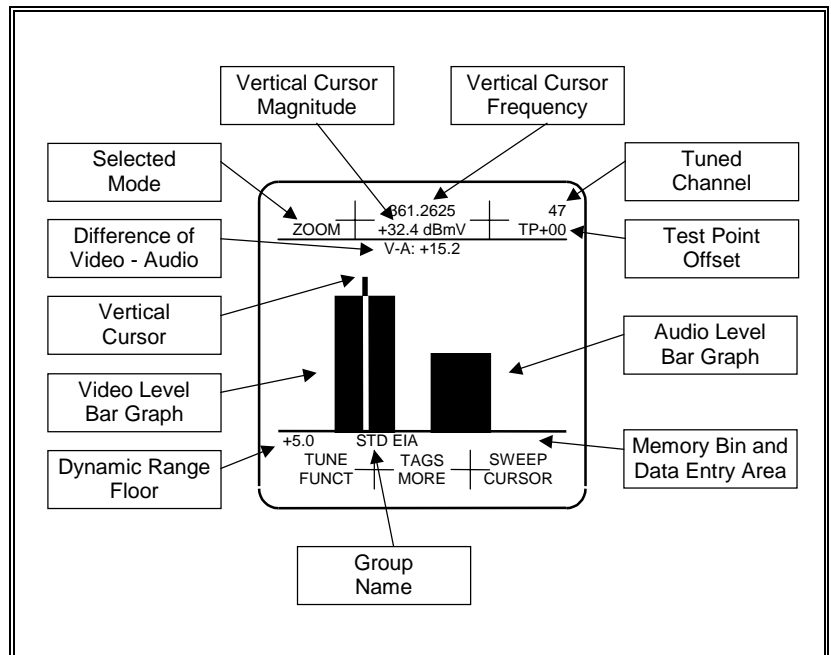 Vertical Cursor
Magnitude
Vertical Cursor
Frequency
Selected
Mode
Tuned
Channel
361.2625
47
ZOOM
+32.4 dBmV
TP+00
Difference of
Video - Audio
V-A: +15.2
Test Point
Offset
Vertical
Cursor
Audio Level
Bar Graph
Video Level
Bar Graph
+5.0
STD EIA
Memory Bin and
Data Entry Area
Dynamic Range
Floor
TUNE
FUNCT
TAGS
MORE
SWEEP
CURSOR
Group
Name